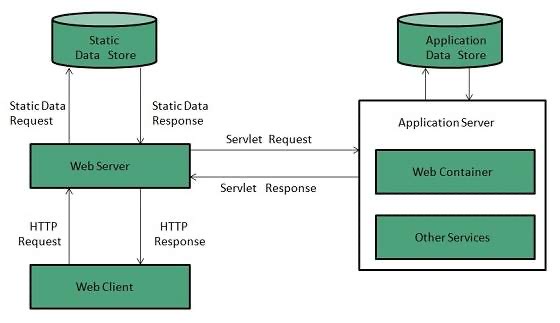 Static
Data Store
Application
Data Store
Static Data
Request
Static Data
Response
Application Server
Servlet Request
Web Server
Web Container
Servlet Response
HTTP
Request
HTTP
Response
Other Services
Web Client